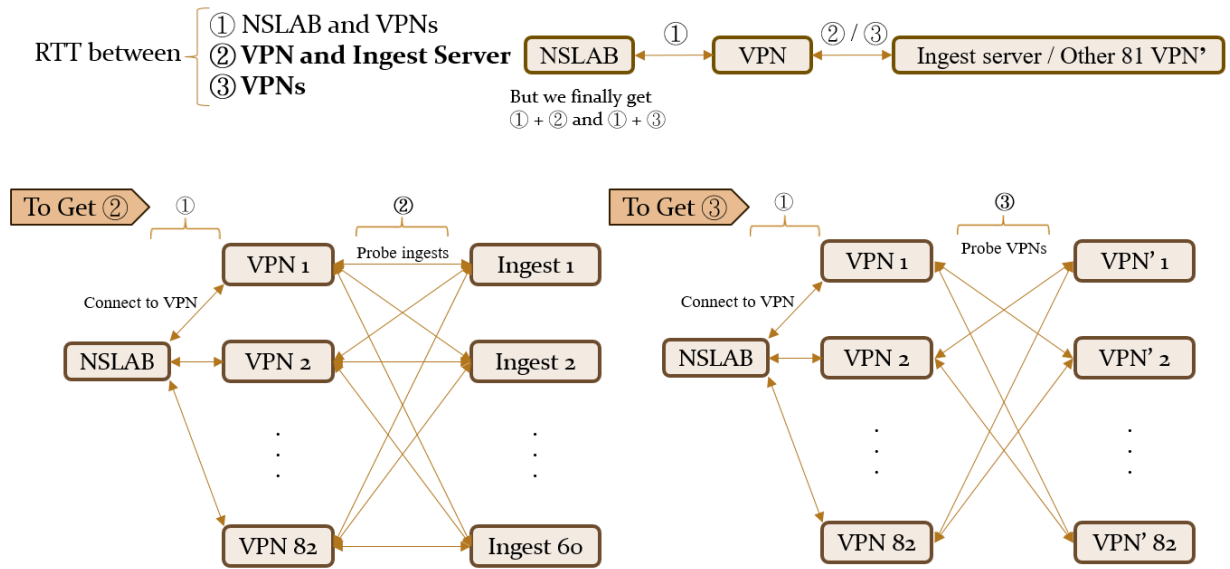 RTT between
① NSLAB and VPNs
② VPN and Ingest Server
③ VPNs
NSLAB
①
VPN
② / ③
Ingest server / Other 81 VPN’
But we finally get
① + ② and ① + ③
To Get ②
①
②
Connect to VPN
Probe ingests
NSLAB
VPN 1
VPN 2
. . .
VPN 82
Ingest 1
Ingest 2
. . .
Ingest 60
To Get ③
①
③
Connect to VPN
Probe VPNs
NSLAB
VPN 1
VPN 2
. . .
VPN 82
VPN’ 1
VPN’ 2
. . .
VPN’ 82